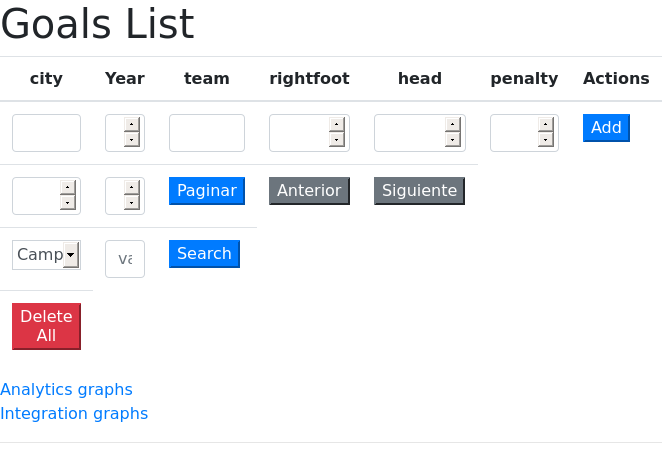 Goals List
city Year team rightfoot head penalty Actions
Add
Paginar Anterior Siguiente
Camp Search
Delete
All
Analytics graphs
Integration graphs